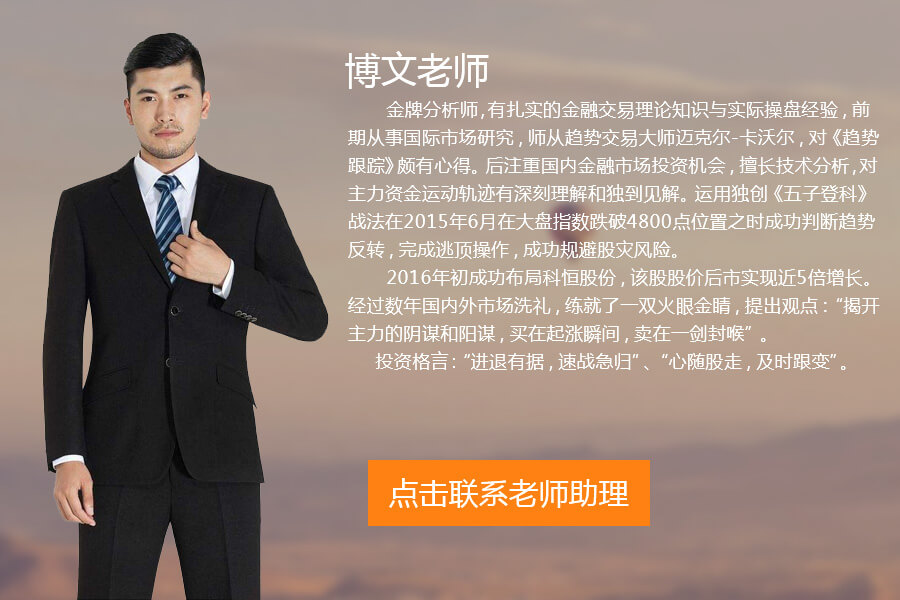 博文老师
金牌分析师,有扎实的金融交易理论知识与实际操盘经验,前
期从事国际市场研究,师从趋势交易大师迈克尔-卡沃尔,对《趋势
跟踪》颇有心得。后注重国内金融市场投资机会,擅长技术分析,对
主力资金运动轨迹有深刻理解和独到见解。运用独创《五子登科》
战法在2015年6月在大盘指数跌破4800点位置之时成功判断趋势
反转,完成逃顶操作,成功规避股灾风险。
2016年初成功布局科恒股份,该股股价后市实现近5倍增长。
经过数年国内外市场洗礼,练就了一双火眼金睛,提出观点:“揭开
主力的阴谋和阳谋,买在起涨瞬间,卖在一剑封喉”。
投资格言:“进退有据,速战急归”、“心随股走,及时跟变”。
点击联系老师助理